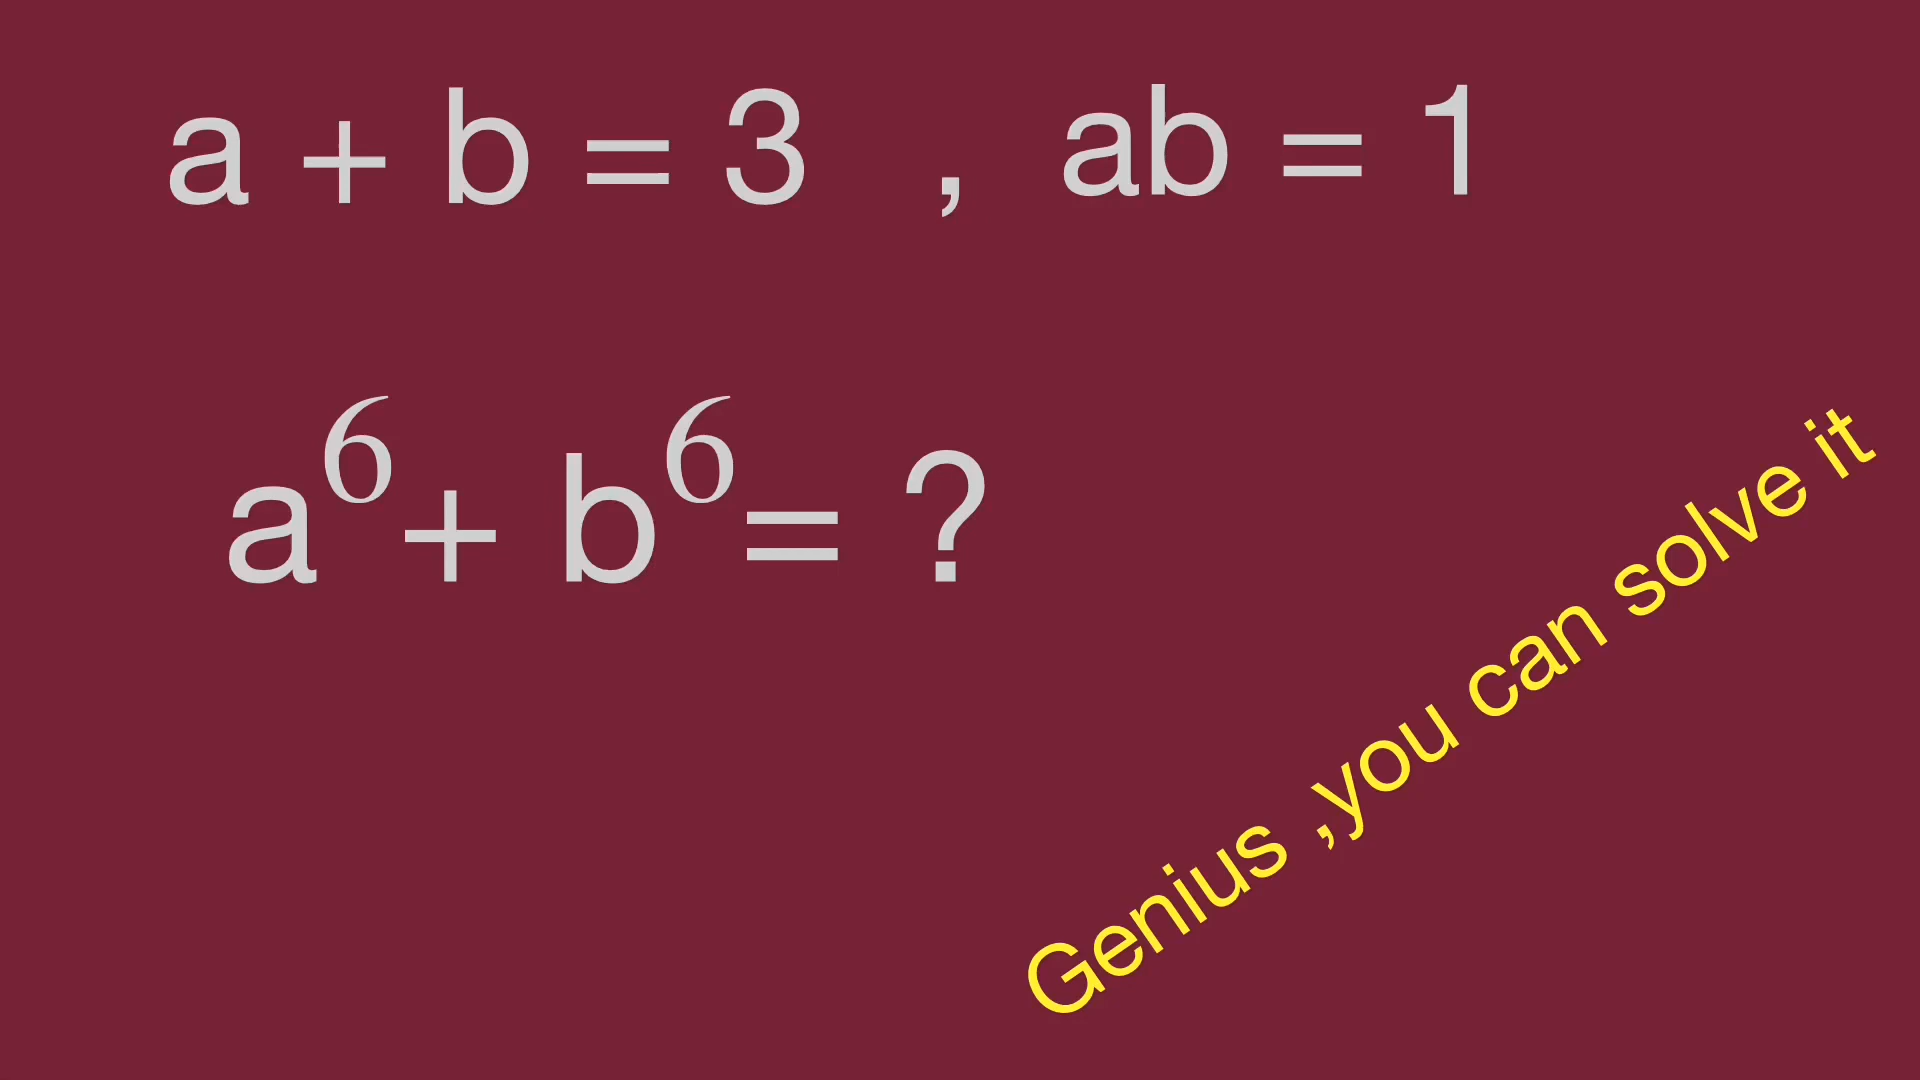 a + b = 3 , ab = 1
a⁶ + b⁶ = ?
Genius ,you can solve it